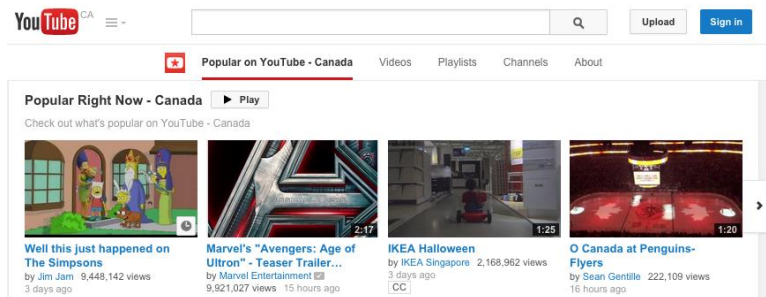 YouTube CA
Upload
Sign in
Popular on YouTube - Canada
Videos
Playlists
Channels
About
Popular Right Now - Canada
Play
Check out what's popular on YouTube - Canada
2:17
1:25
1:20
Well this just happened on
The Simpsons
by Jim Jam 9,448,142 views
3 days ago
Marvel's "Avengers: Age of
Ultron" - Teaser Trailer...
by Marvel Entertainment
9,921,027 views 15 hours ago
IKEA Halloween
by IKEA Singapore 2,168,962 views
3 days ago
CC
O Canada at Penguins-
Flyers
by Sean Gentille 222,109 views
16 hours ago